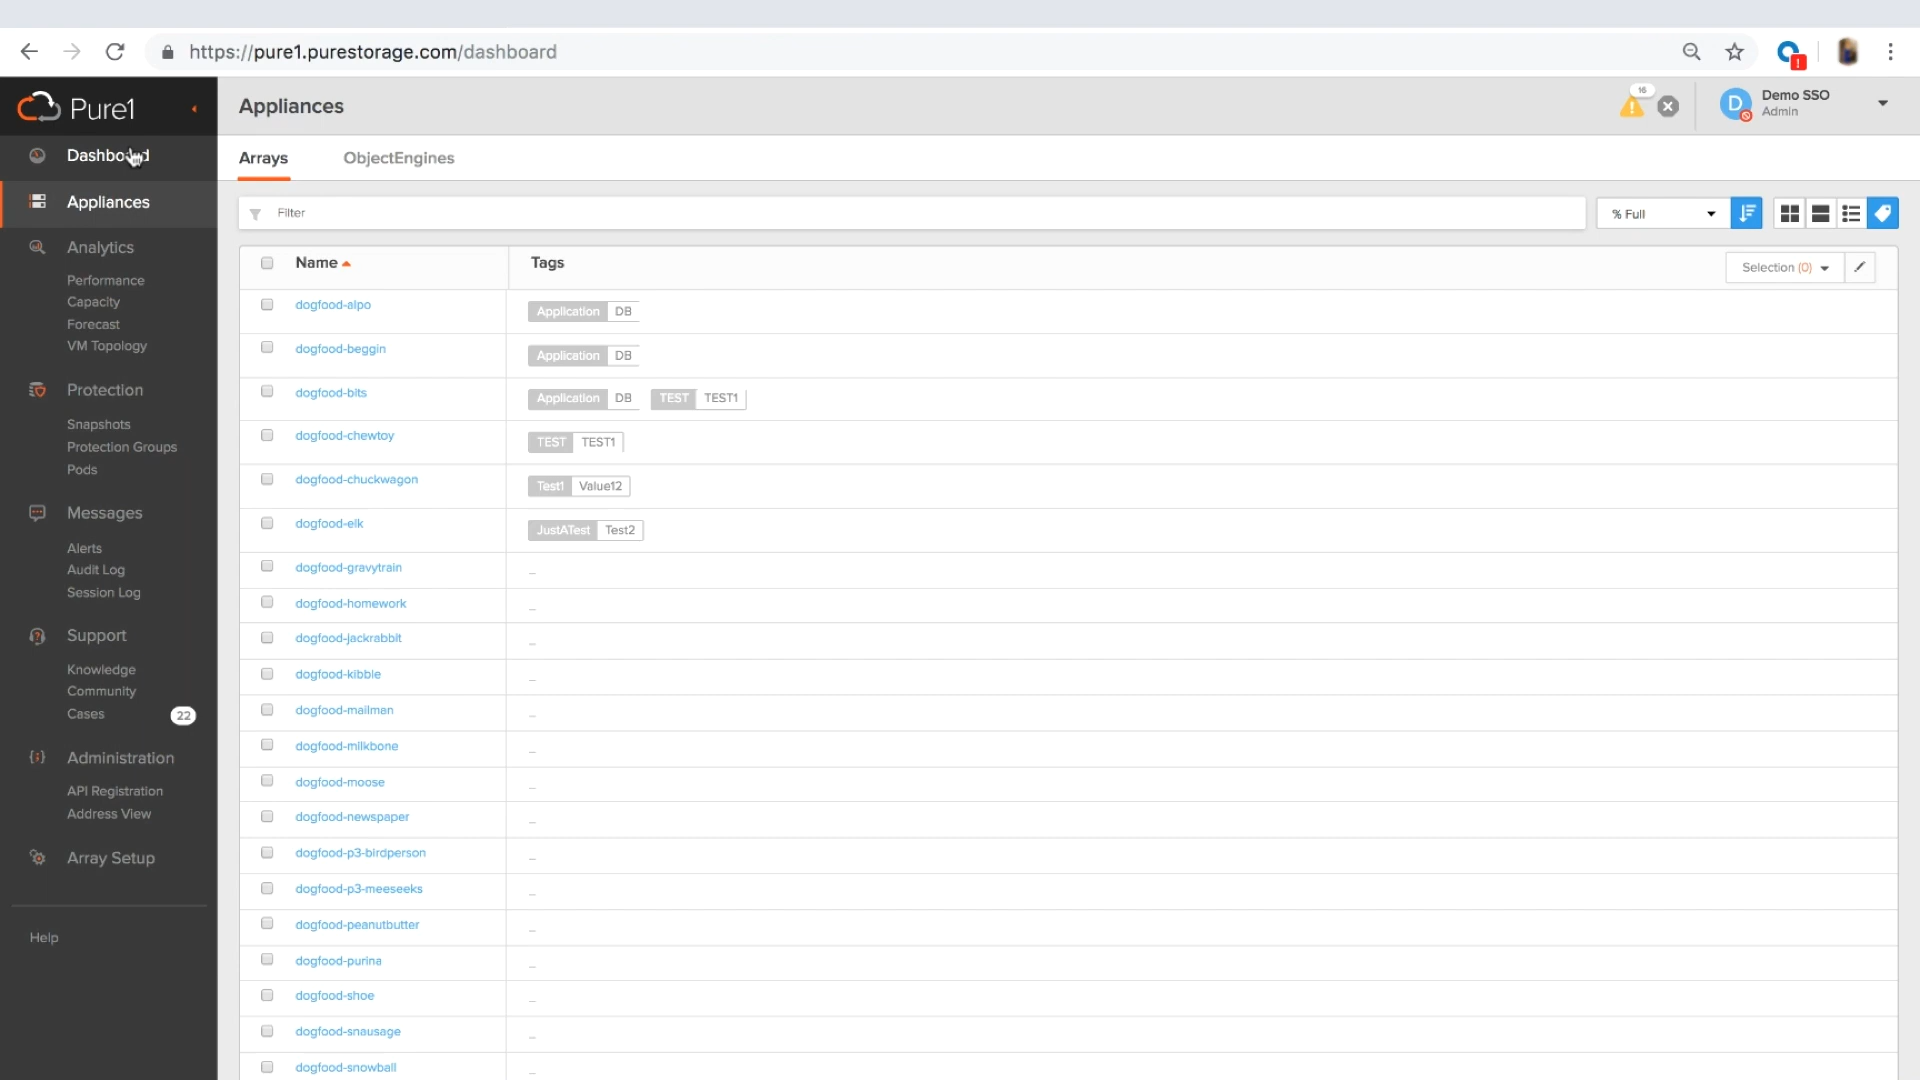 https://pure1.purestorage.com/dashboard
Pure1
Appliances
16
D
Demo SSO
Admin
Dashboard
Appliances
Analytics
Performance
Capacity
Forecast
VM Topology
Protection
Snapshots
Protection Groups
Pods
Messages
Alerts
Audit Log
Session Log
Support
Knowledge
Community
Cases 22
Administration
API Registration
Address View
Array Setup
Help
Arrays ObjectEngines
Filter
% Full
Name Tags Selection (0)
dogfood-alpo Application DB
dogfood-beggin Application DB
dogfood-bits Application DB TEST TEST1
dogfood-chewtoy TEST TEST1
dogfood-chuckwagon Test1 Value12
dogfood-elk JustATest Test2
dogfood-gravytrain –
dogfood-homework –
dogfood-jackrabbit –
dogfood-kibble –
dogfood-mailman –
dogfood-milkbone –
dogfood-moose –
dogfood-newspaper –
dogfood-p3-birdperson –
dogfood-p3-meeseeks –
dogfood-peanutbutter –
dogfood-purina –
dogfood-shoe –
dogfood-snausage –
dogfood-snowball –